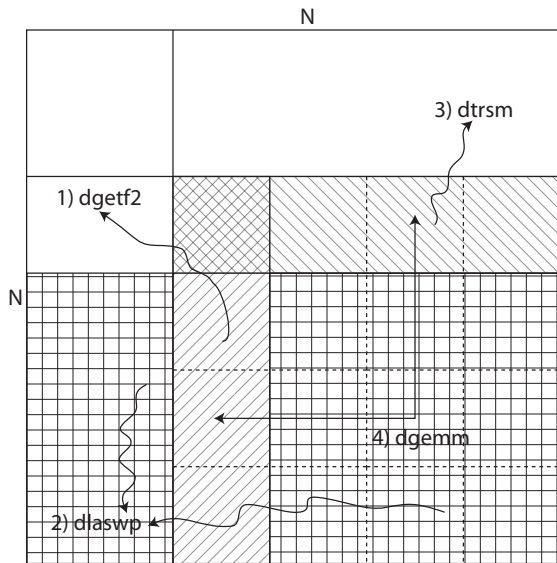 N
3) dtrsm
1) dgetf2
N
4) dgemm
2) dlaswp